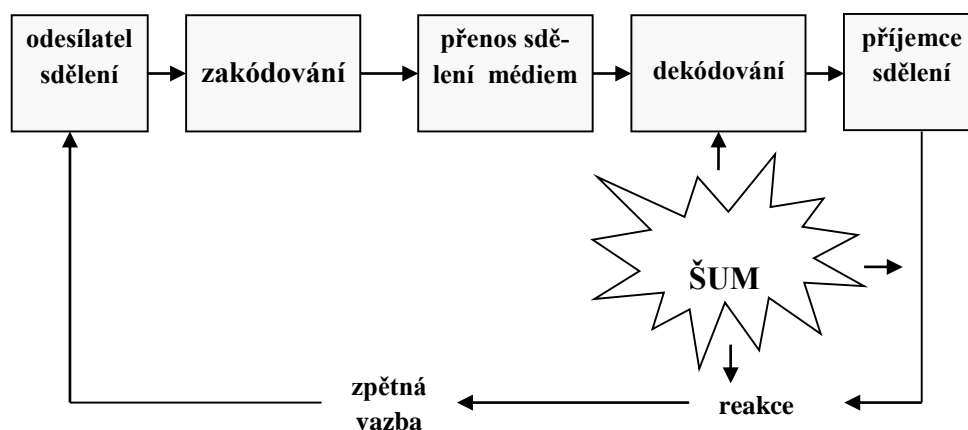 odesílatel
sdělení
zakódování
přenos sdě-
lení médiem
dekódování
příjemce
sdělení
ŠUM
zpětná
vazba
reakce